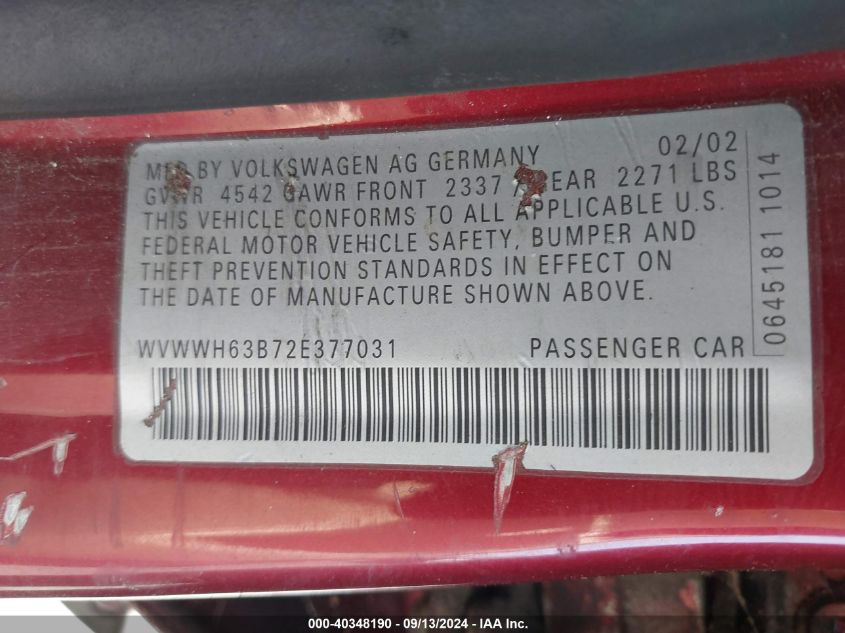 MFD BY VOLKSWAGEN AG GERMANY 02/02
GVWR 4542 GAWR FRONT 2337 REAR 2271 LBS
THIS VEHICLE CONFORMS TO ALL APPLICABLE U.S.
FEDERAL MOTOR VEHICLE SAFETY, BUMPER AND
THEFT PREVENTION STANDARDS IN EFFECT ON
THE DATE OF MANUFACTURE SHOWN ABOVE.
WVWWH63B72E377031 PASSENGER CAR
0645181 1014
000-40348190 - 09/13/2024 - IAA Inc.